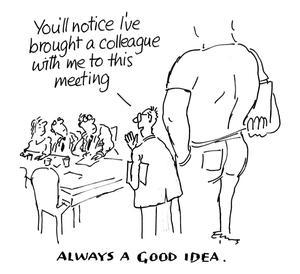 You'll notice I've
brought a colleague
with me to this
meeting
ALWAYS A GOOD IDEA.